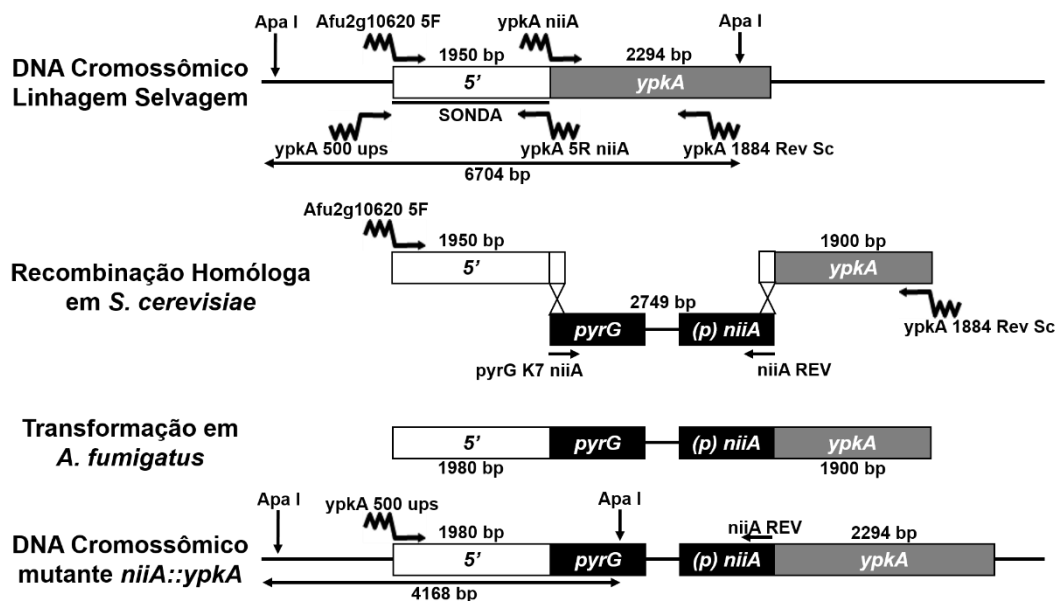 Apa I
Afu2g10620 5F
ypkA niiA
Apa I
1950 bp
2294 bp
DNA Cromossômico
Linhagem Selvagem
5'
ypkA
SONDA
ypkA 500 ups
ypkA 5R niiA
ypkA 1884 Rev Sc
6704 bp
Afu2g10620 5F
1950 bp
1900 bp
Recombinação Homóloga
em S. cerevisiae
5'
ypkA
2749 bp
pyrG
(p) niiA
ypkA 1884 Rev Sc
pyrG K7 niiA
niiA REV
Transformação em
A. fumigatus
5'
pyrG
(p) niiA
ypkA
1980 bp
1900 bp
Apa I
ypkA 500 ups
Apa I
1980 bp
niiA REV
2294 bp
DNA Cromossômico
mutante niiA::ypkA
5'
pyrG
(p) niiA
ypkA
4168 bp